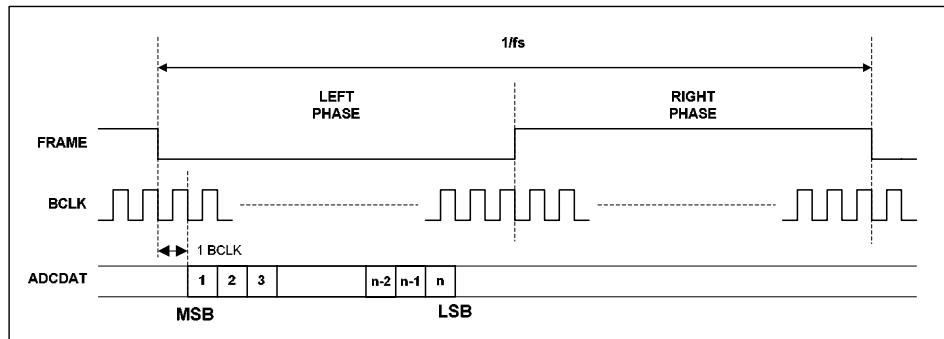 1/fs
LEFT
PHASE
RIGHT
PHASE
FRAME
BCLK
1 BCLK
ADCDAT
1 2 3 n-2 n-1 n
MSB LSB